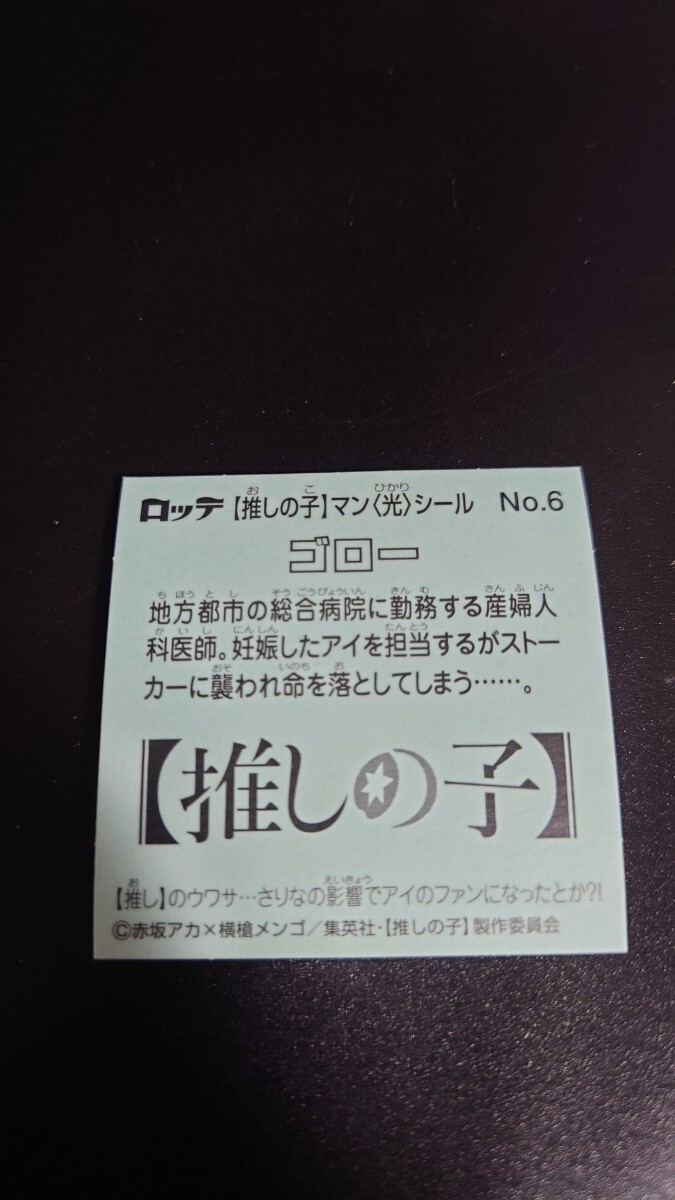 ロッテ 【推しの子】マン〈光〉シール No.6
ゴロー
地方都市の総合病院に勤務する産婦人
科医師。妊娠したアイを担当するがストー
カーに襲われ命を落としてしまう……。
【推しの子】
【推し】のウワサ…さりなの影響でアイのファンになったとか?!
©赤坂アカ×横槍メンゴ/集英社・【推しの子】製作委員会